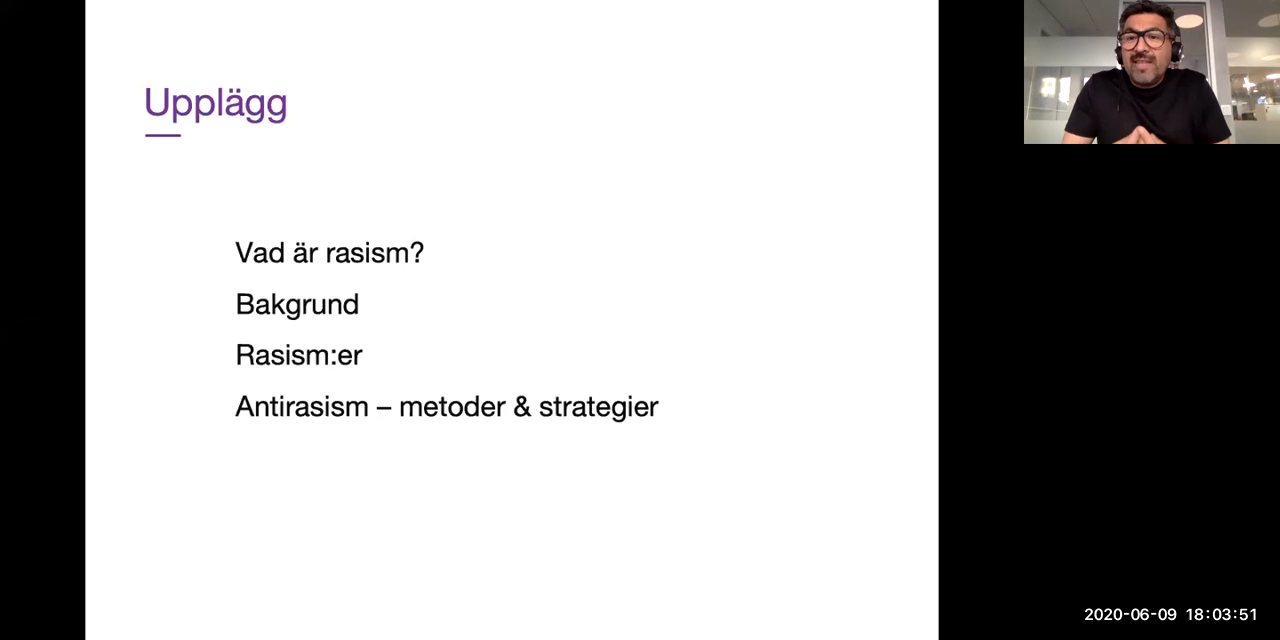 Upplägg
Vad är rasism?
Bakgrund
Rasism:er
Antirasism – metoder & strategier
2020-06-09 18:03:51